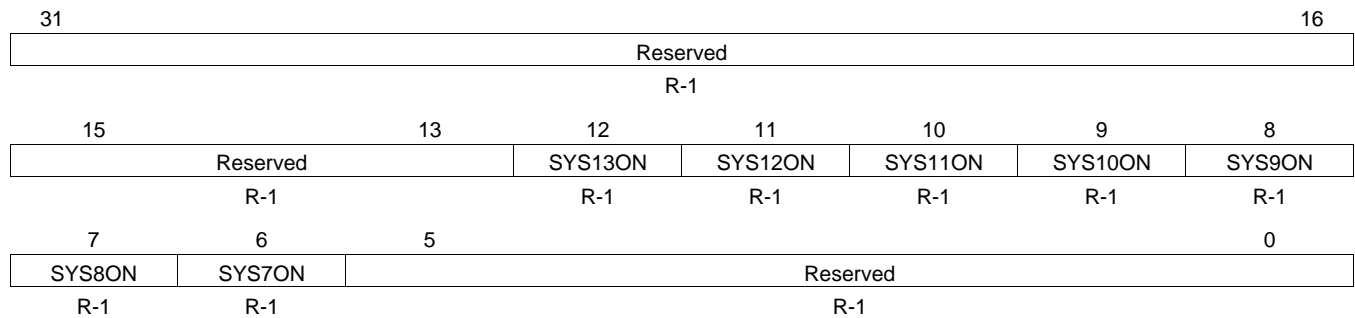 31 16
Reserved
R-1
15 13 12 11 10 9 8
Reserved SYS13ON SYS12ON SYS11ON SYS10ON SYS9ON
R-1 R-1 R-1 R-1 R-1 R-1
7 6 5 0
SYS8ON SYS7ON Reserved
R-1 R-1 R-1